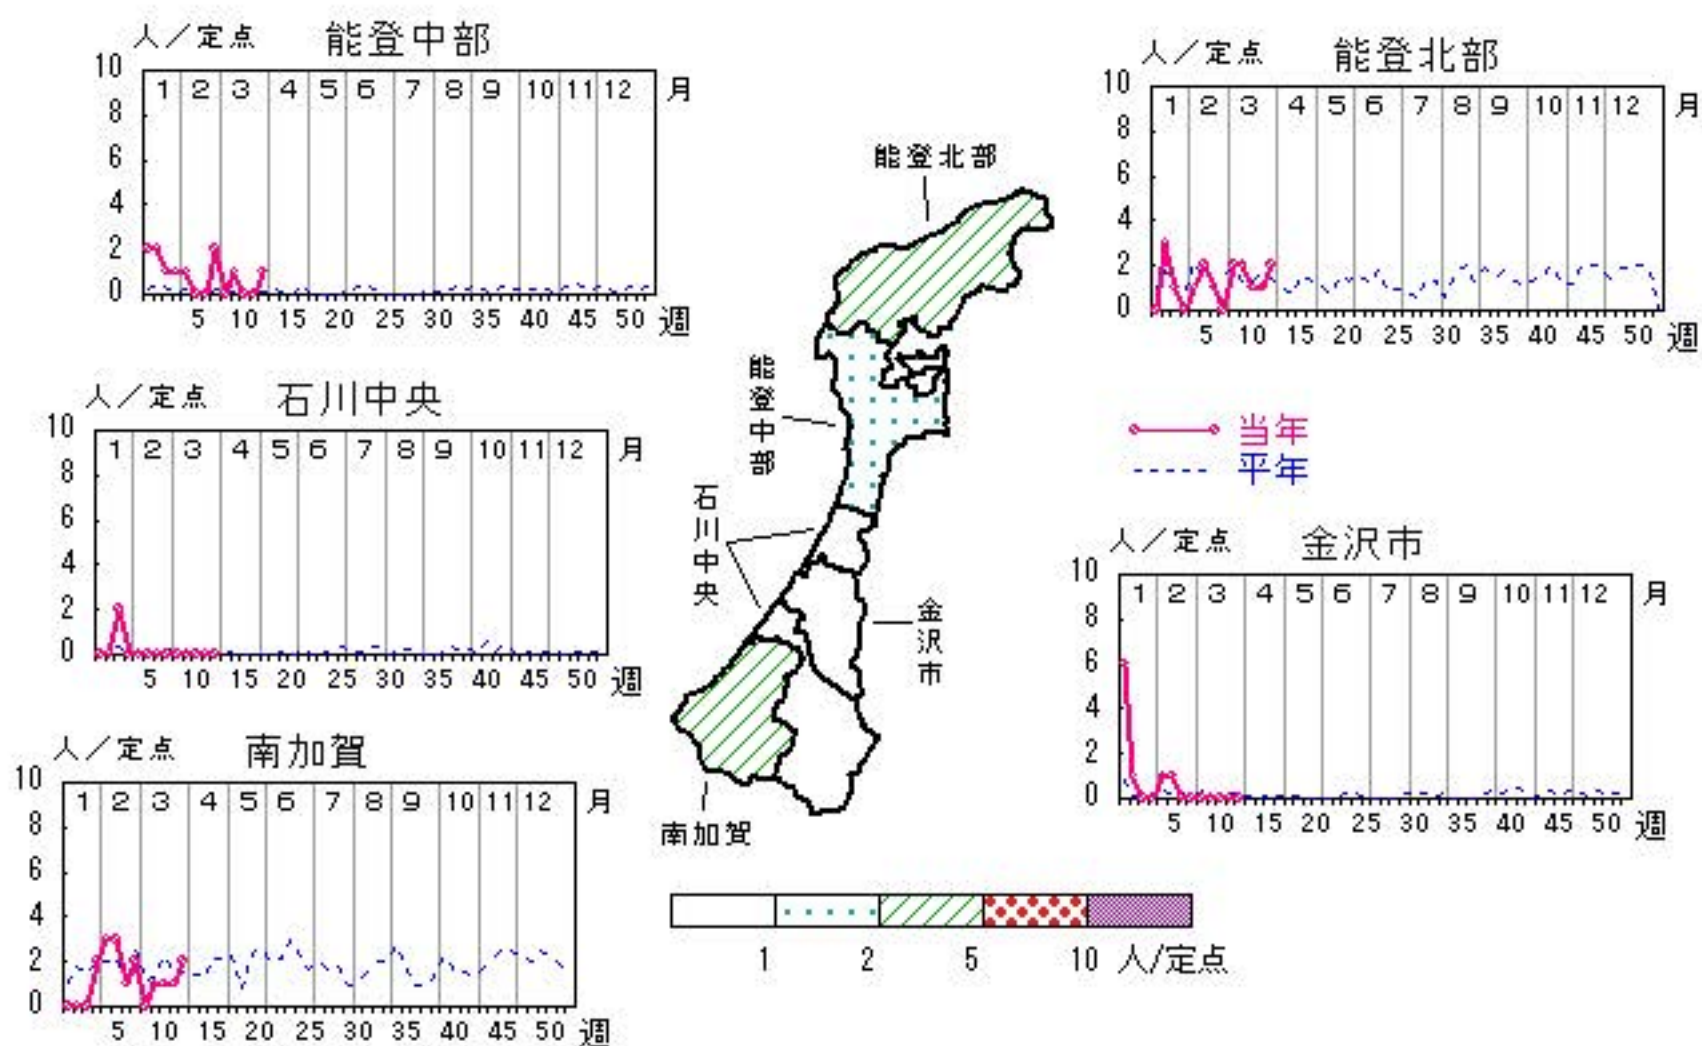 人／定点 能登中部
10 8 6 4 2 0
1 2 3 4 5 6 7 8 9 10 11 12 月
5 10 15 20 25 30 35 40 45 50 週
人／定点 能登北部
10 8 6 4 2 0
1 2 3 4 5 6 7 8 9 10 11 12 月
5 10 15 20 25 30 35 40 45 50 週
人／定点 石川中央
10 8 6 4 2 0
1 2 3 4 5 6 7 8 9 10 11 12 月
5 10 15 20 25 30 35 40 45 50 週
当年
平年
人／定点 金沢市
10 8 6 4 2 0
1 2 3 4 5 6 7 8 9 10 11 12 月
5 10 15 20 25 30 35 40 45 50 週
人／定点 南加賀
10 8 6 4 2 0
1 2 3 4 5 6 7 8 9 10 11 12 月
5 10 15 20 25 30 35 40 45 50 週
能登北部
能登中部
石川中央
金沢市
南加賀
1 2 5 10 人/定点